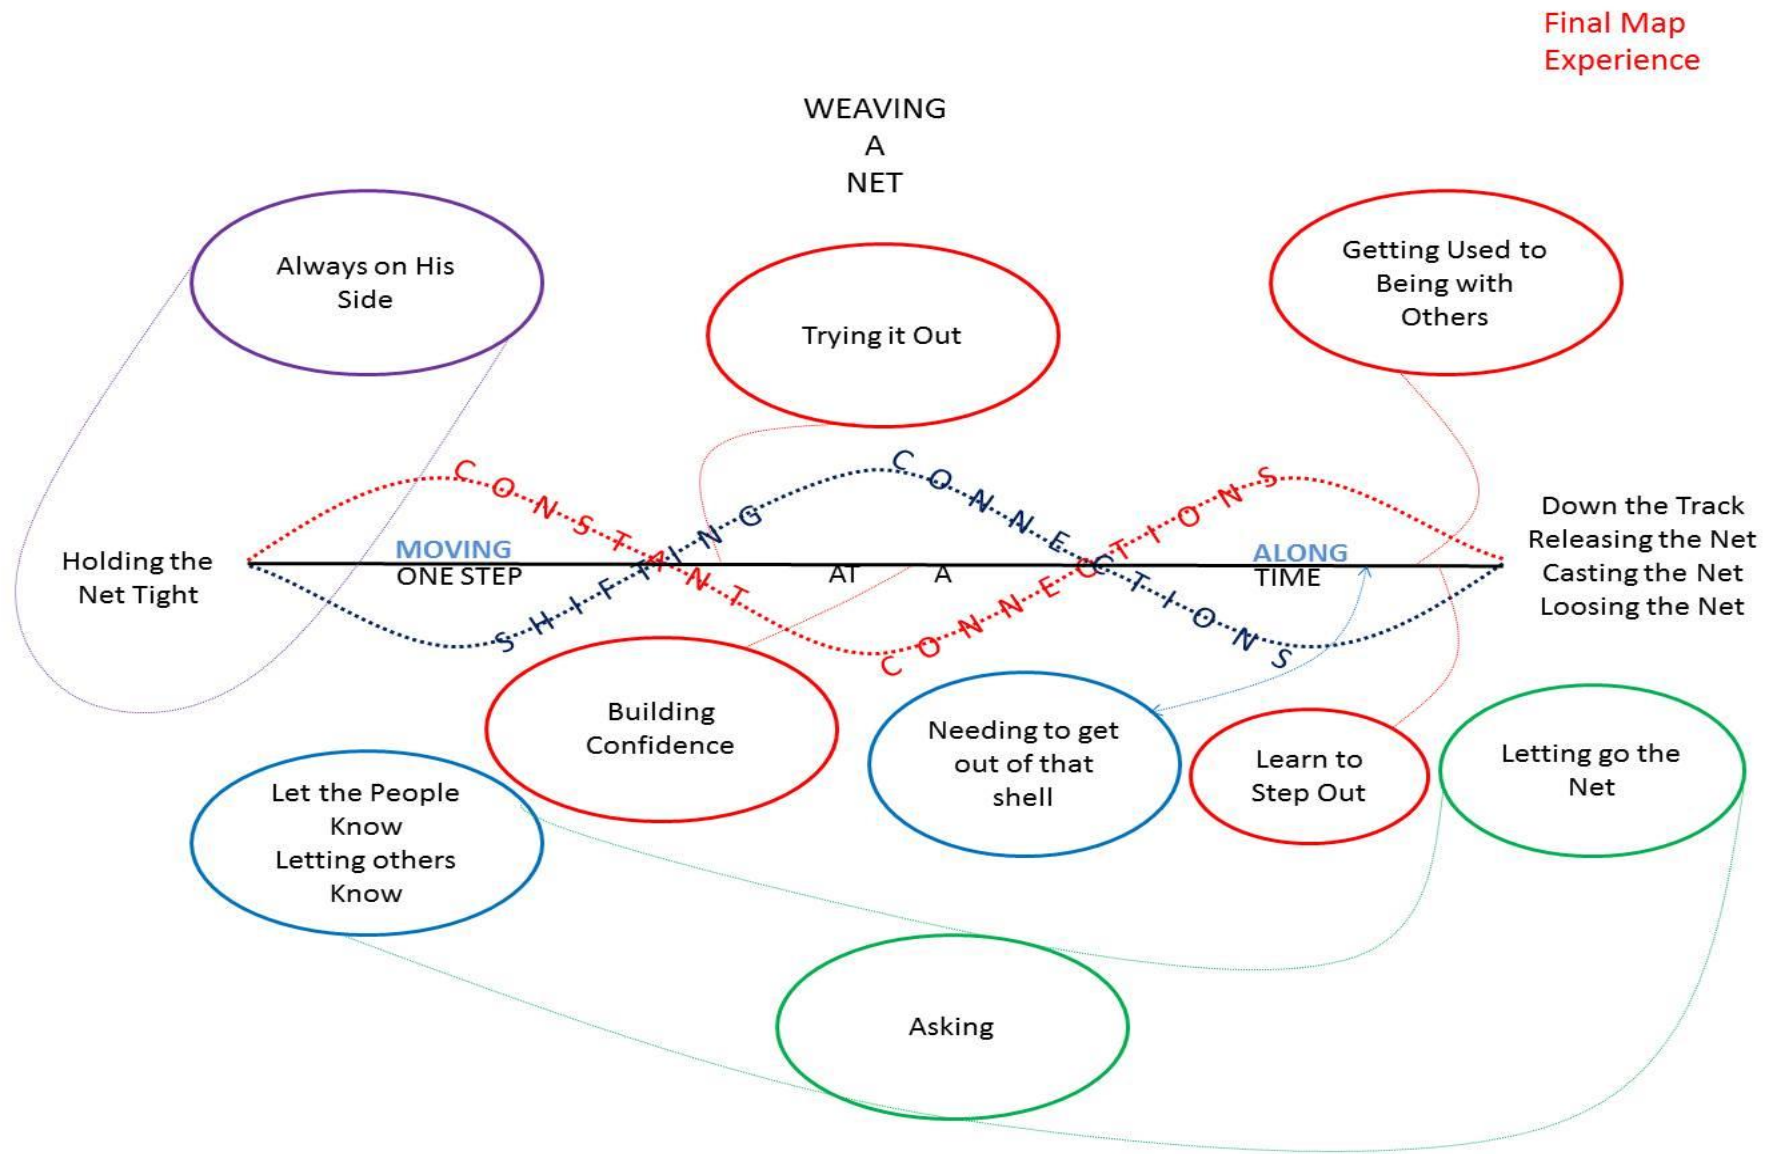 Final Map
Experience
WEAVING
A
NET
Always on His
Side
Trying it Out
Getting Used to
Being with
Others
CONSTANT CONNECTIONS
SHIFTING CONNECTIONS
Holding the
Net Tight
MOVING ALONG
ONE STEP AT A TIME
Down the Track
Releasing the Net
Casting the Net
Loosing the Net
Building
Confidence
Needing to get
out of that
shell
Learn to
Step Out
Letting go the
Net
Let the People
Know
Letting others
Know
Asking